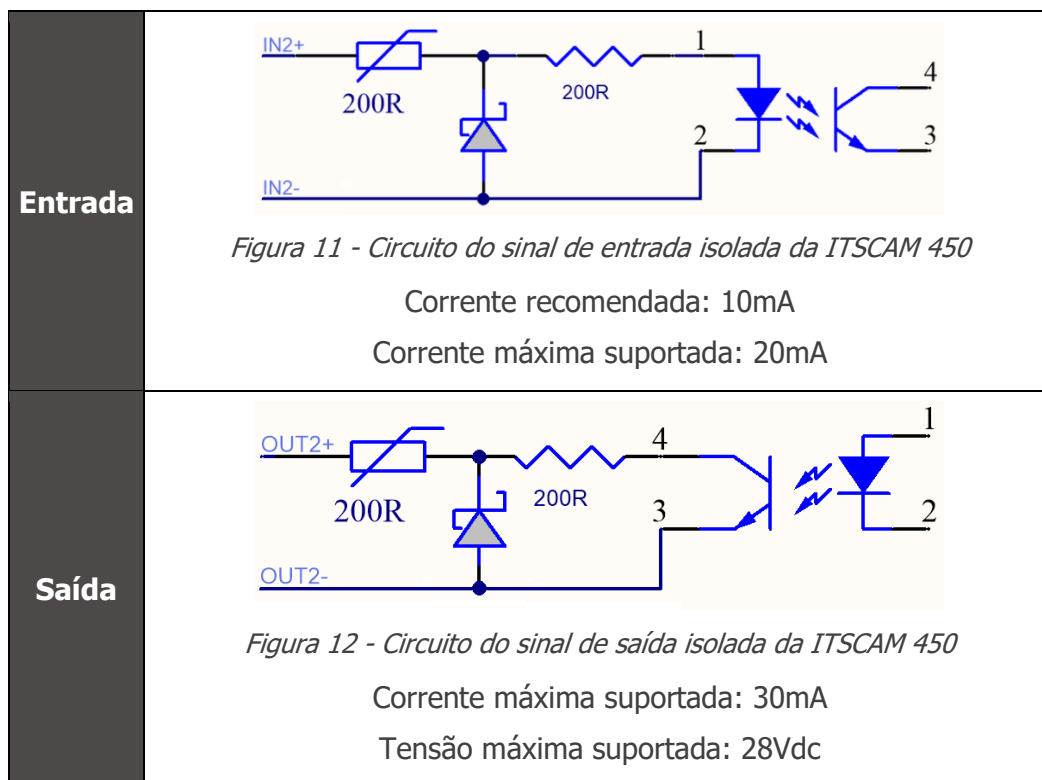 Entrada
IN2+
200R
200R
1
2
4
3
IN2-
Figura 11 - Circuito do sinal de entrada isolada da ITSCAM 450
Corrente recomendada: 10mA
Corrente máxima suportada: 20mA
Saída
OUT2+
200R
200R
4
3
1
2
OUT2-
Figura 12 - Circuito do sinal de saída isolada da ITSCAM 450
Corrente máxima suportada: 30mA
Tensão máxima suportada: 28Vdc